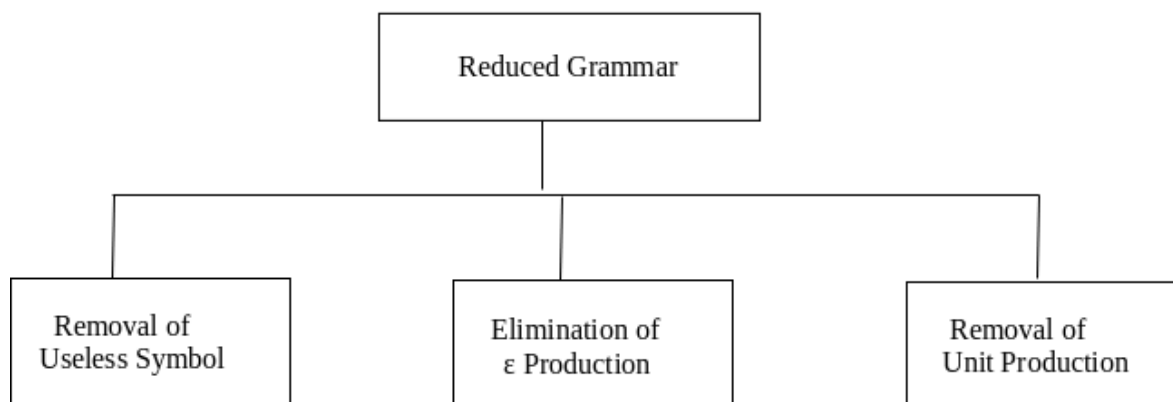 Reduced Grammar
Removal of
Useless Symbol
Elimination of
ε Production
Removal of
Unit Production